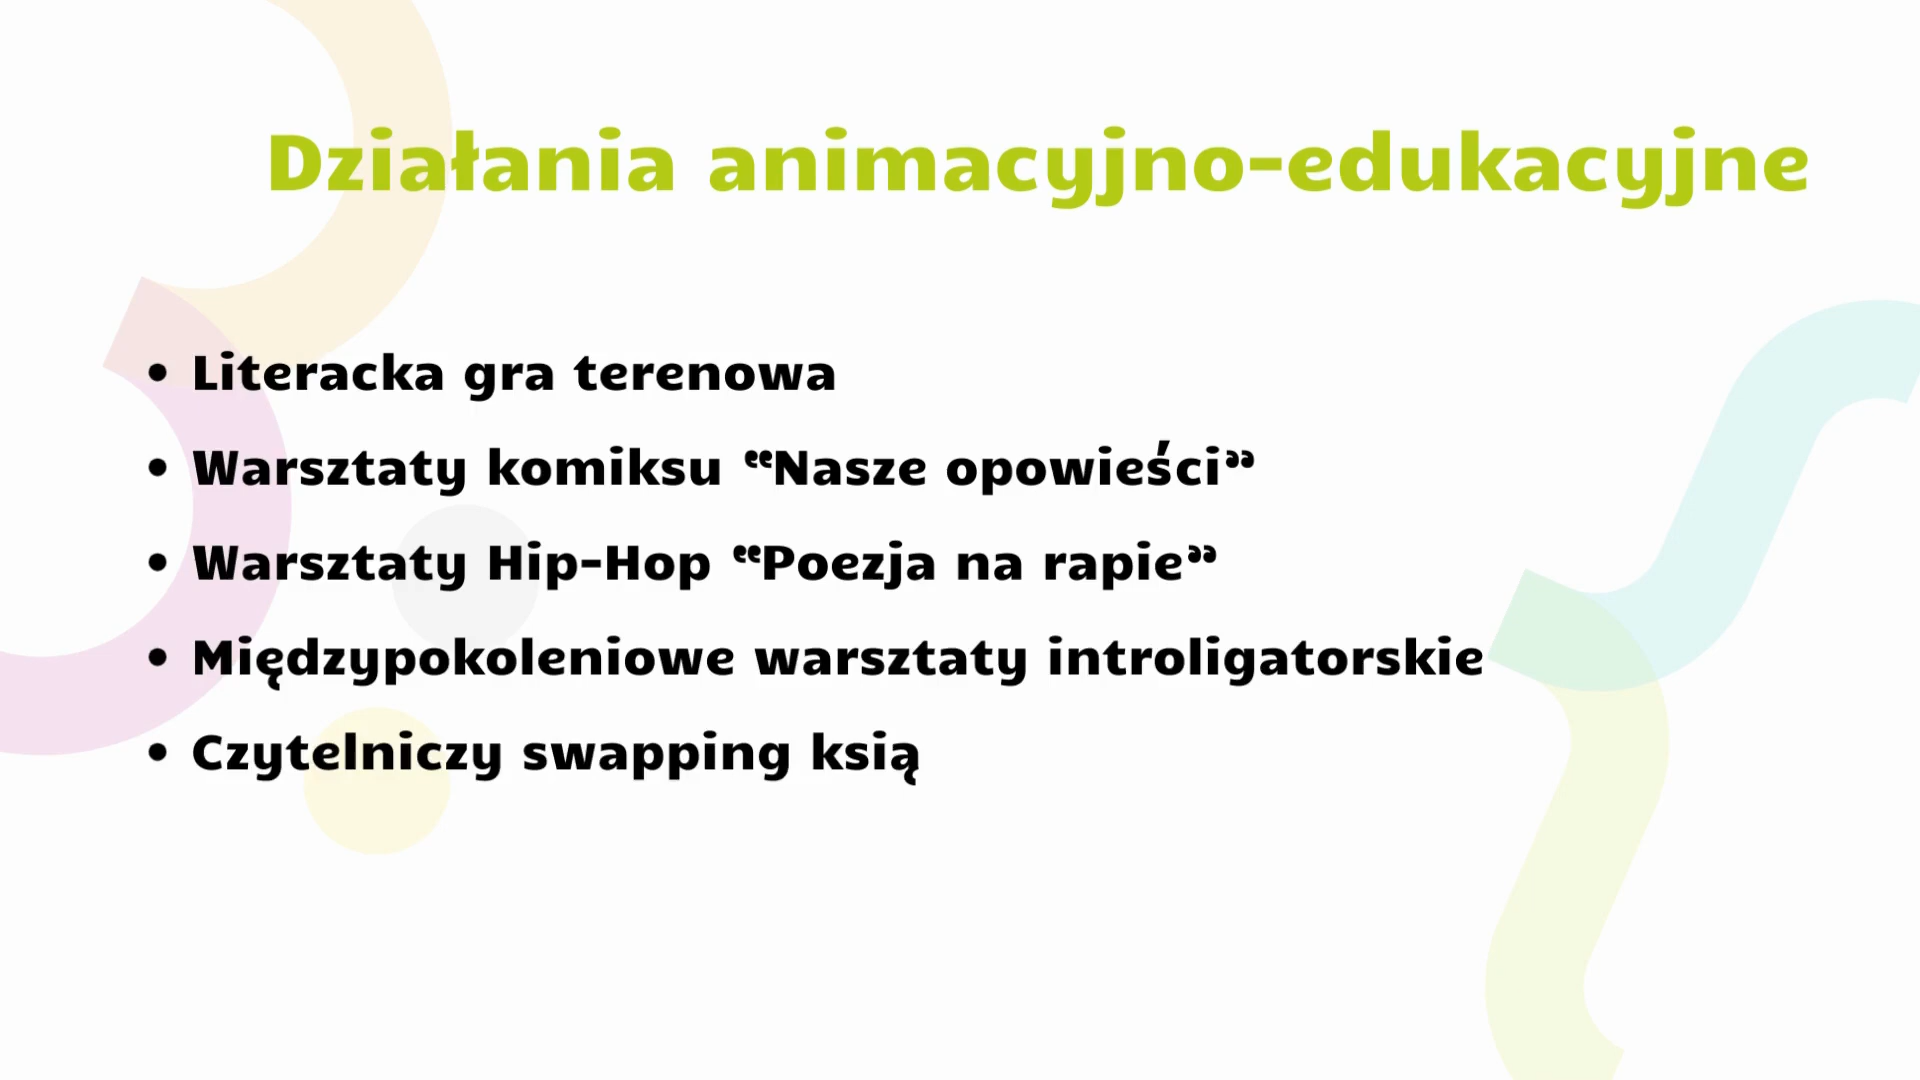 Działania animacyjno-edukacyjne
• Literacka gra terenowa
• Warsztaty komiksu “Nasze opowieści”
• Warsztaty Hip-Hop “Poezja na rapie”
• Międzypokoleniowe warsztaty introligatorskie
• Czytelniczy swapping ksią